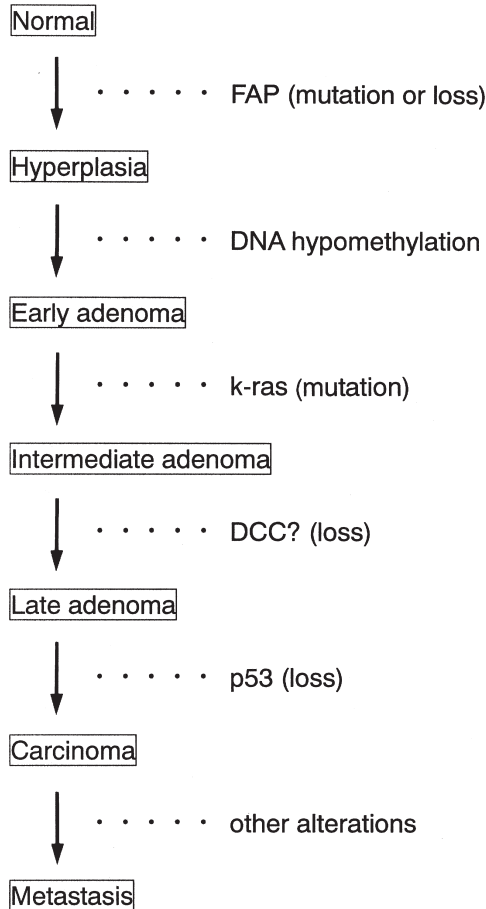 Normal
FAP (mutation or loss)
Hyperplasia
DNA hypomethylation
Early adenoma
k-ras (mutation)
Intermediate adenoma
DCC? (loss)
Late adenoma
p53 (loss)
Carcinoma
other alterations
Metastasis